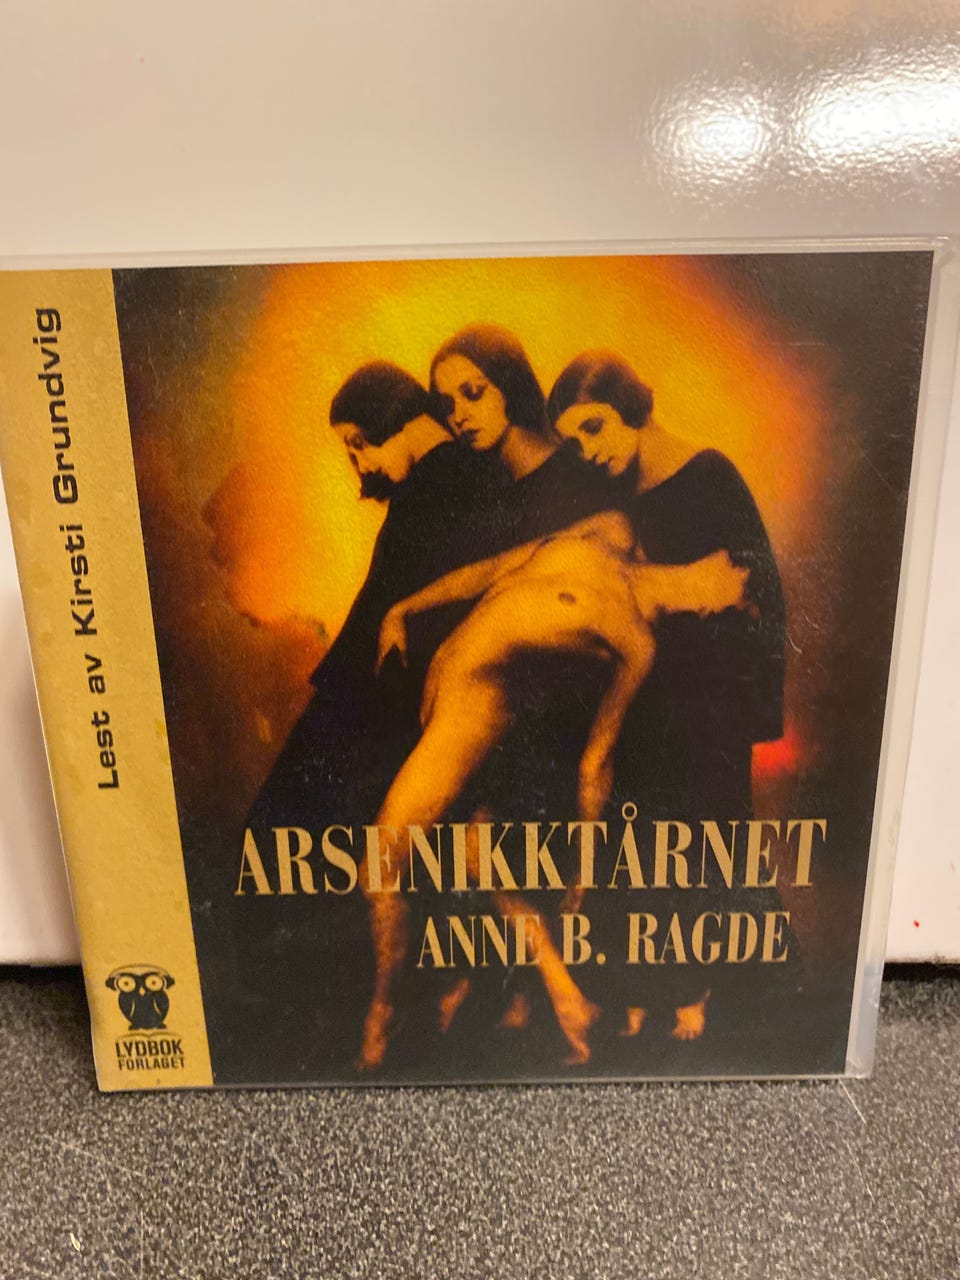 Lest av Kirsti Grundvig
ARSENIKKTÅRNET
ANNE B. RAGDE
LYDBOK
FORLAGET